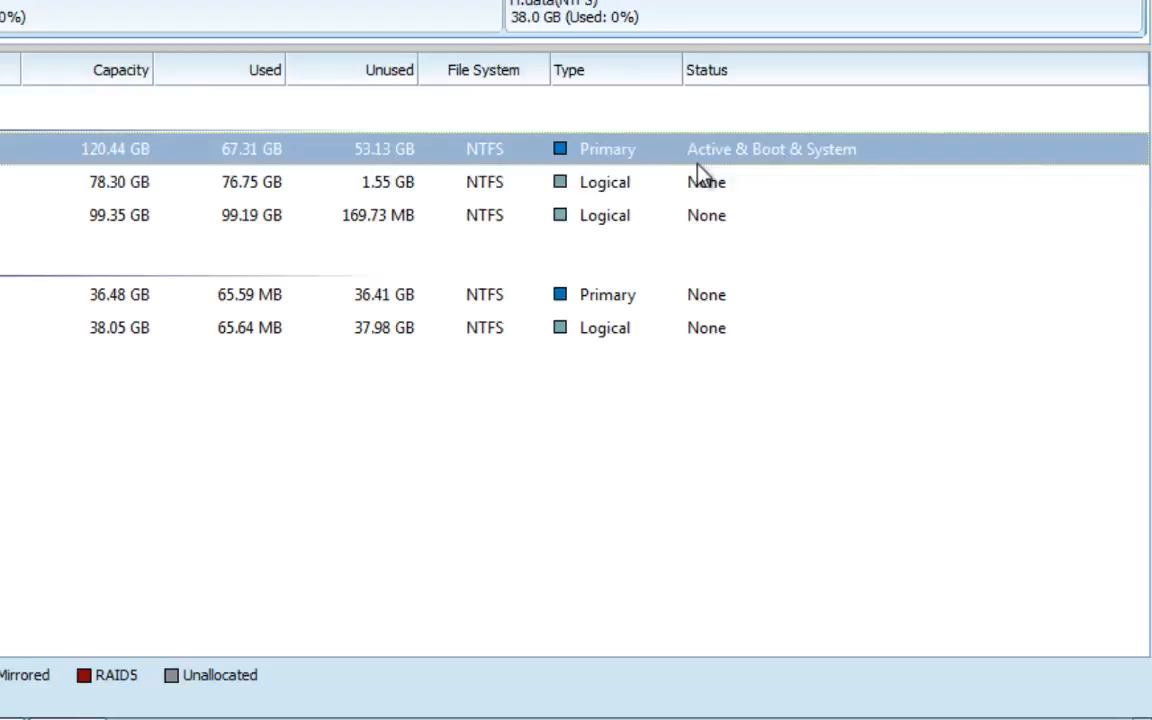 H:data(NTFS)
0%)
38.0 GB (Used: 0%)
Capacity Used Unused File System Type Status
120.44 GB 67.31 GB 53.13 GB NTFS Primary Active & Boot & System
78.30 GB 76.75 GB 1.55 GB NTFS Logical None
99.35 GB 99.19 GB 169.73 MB NTFS Logical None
36.48 GB 65.59 MB 36.41 GB NTFS Primary None
38.05 GB 65.64 MB 37.98 GB NTFS Logical None
Mirrored RAID5 Unallocated